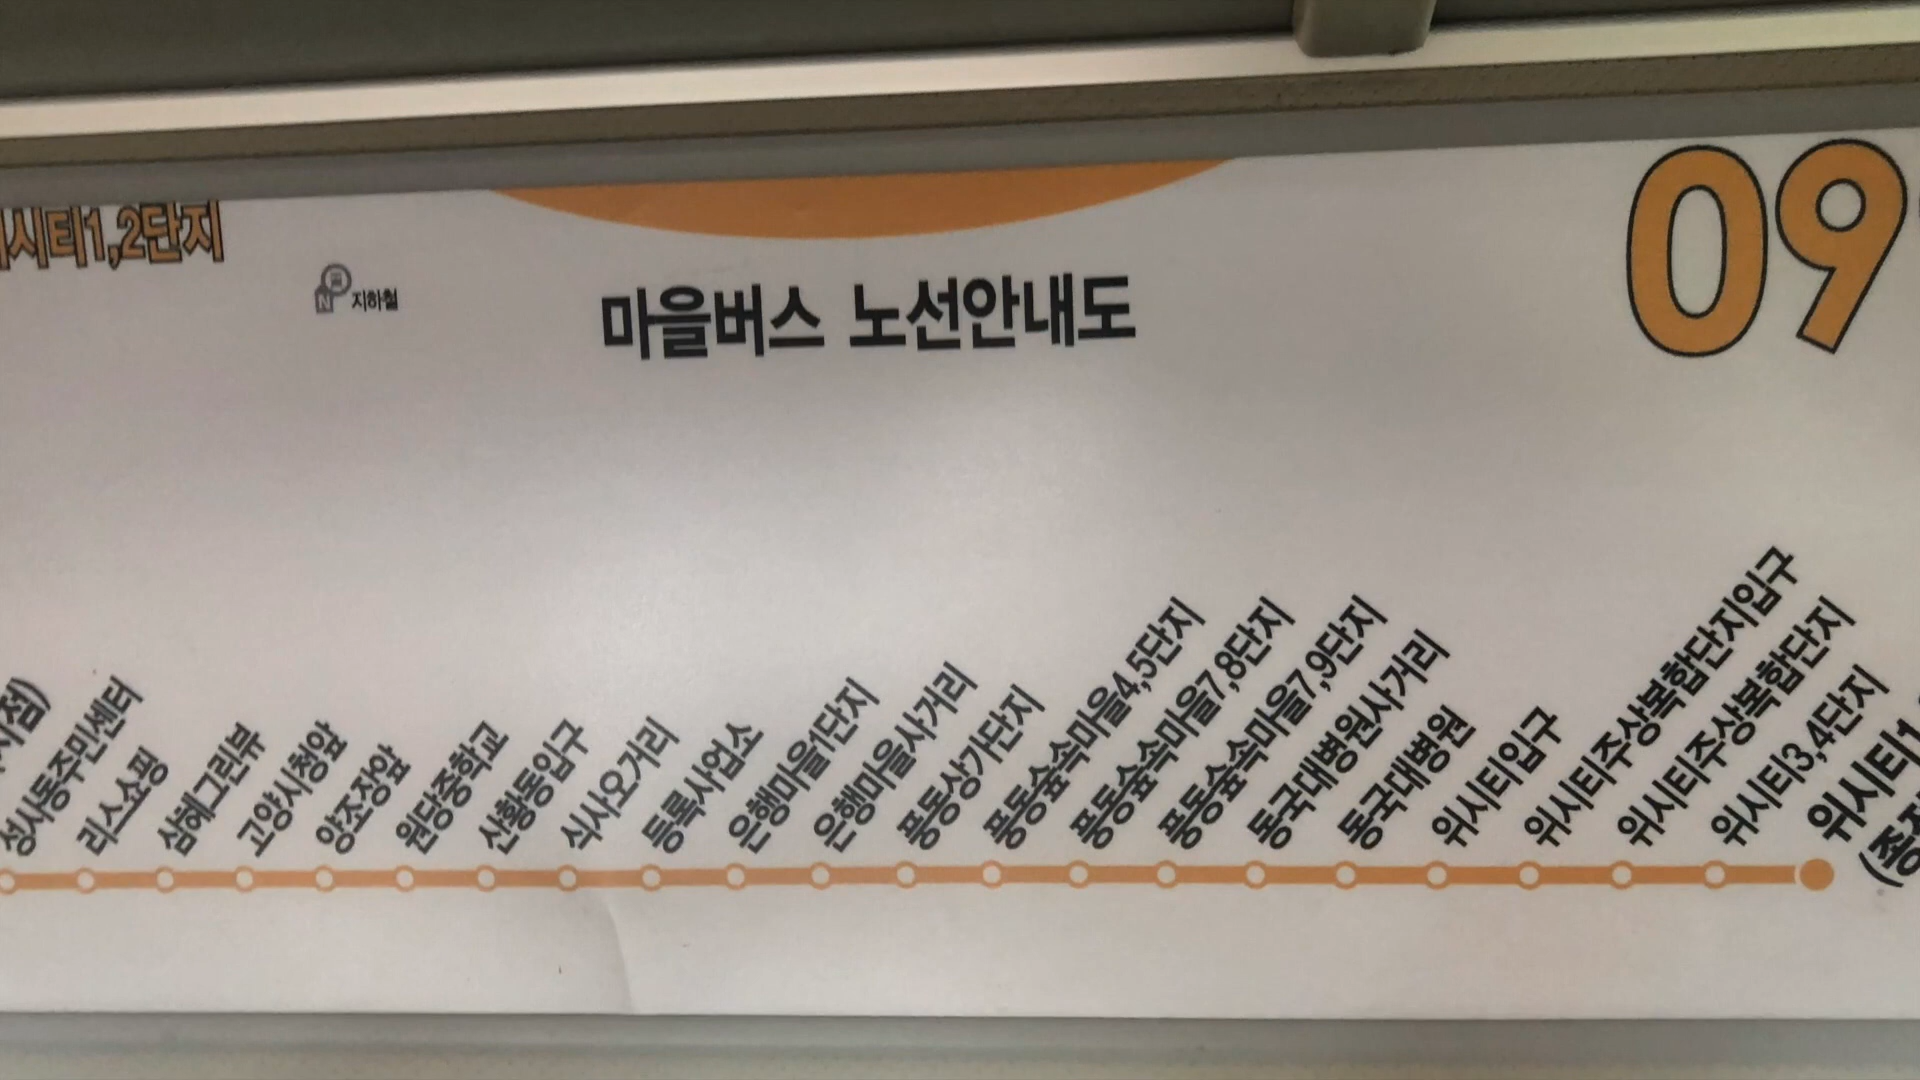 시티1,2단지
지하철
마을버스 노선안내도
09
성사동주민센터
리스쇼핑
삼혜그린뷰
고양시청앞
양조장앞
원당중학교
산황동입구
식사오거리
등록사업소
은행마을1단지
은행마을사거리
풍동상가단지
풍동숲속마을4,5단지
풍동숲속마을7,8단지
풍동숲속마을7,9단지
동국대병원사거리
동국대병원
위시티입구
위시티주상복합단지입구
위시티주상복합단지
위시티3,4단지
위시티1